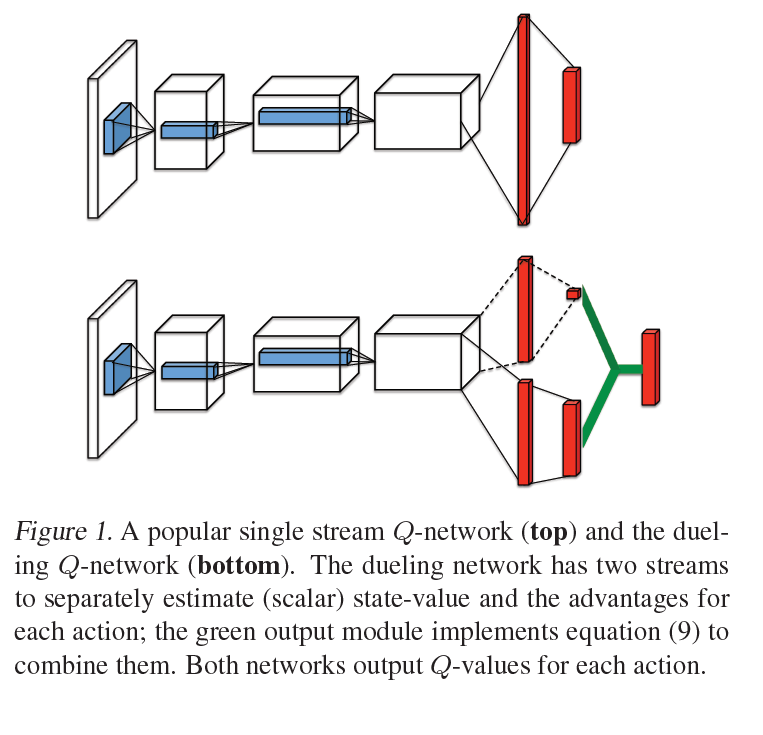 Figure 1. A popular single stream Q-network (top) and the duel-
ing Q-network (bottom). The dueling network has two streams
to separately estimate (scalar) state-value and the advantages for
each action; the green output module implements equation (9) to
combine them. Both networks output Q-values for each action.